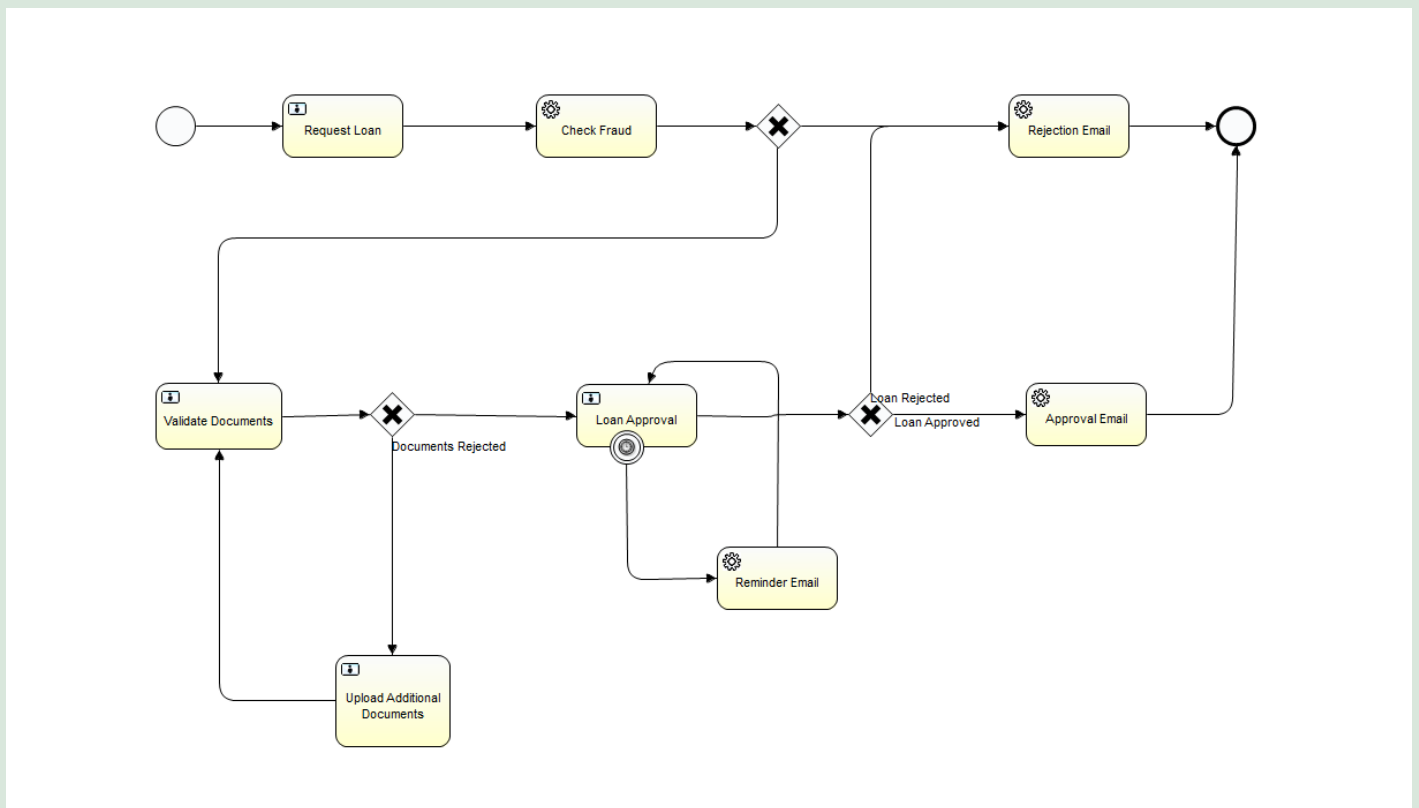 Request Loan
Check Fraud
Rejection Email
Validate Documents
Documents Rejected
Loan Approval
Loan Rejected
Loan Approved
Approval Email
Reminder Email
Upload Additional
Documents